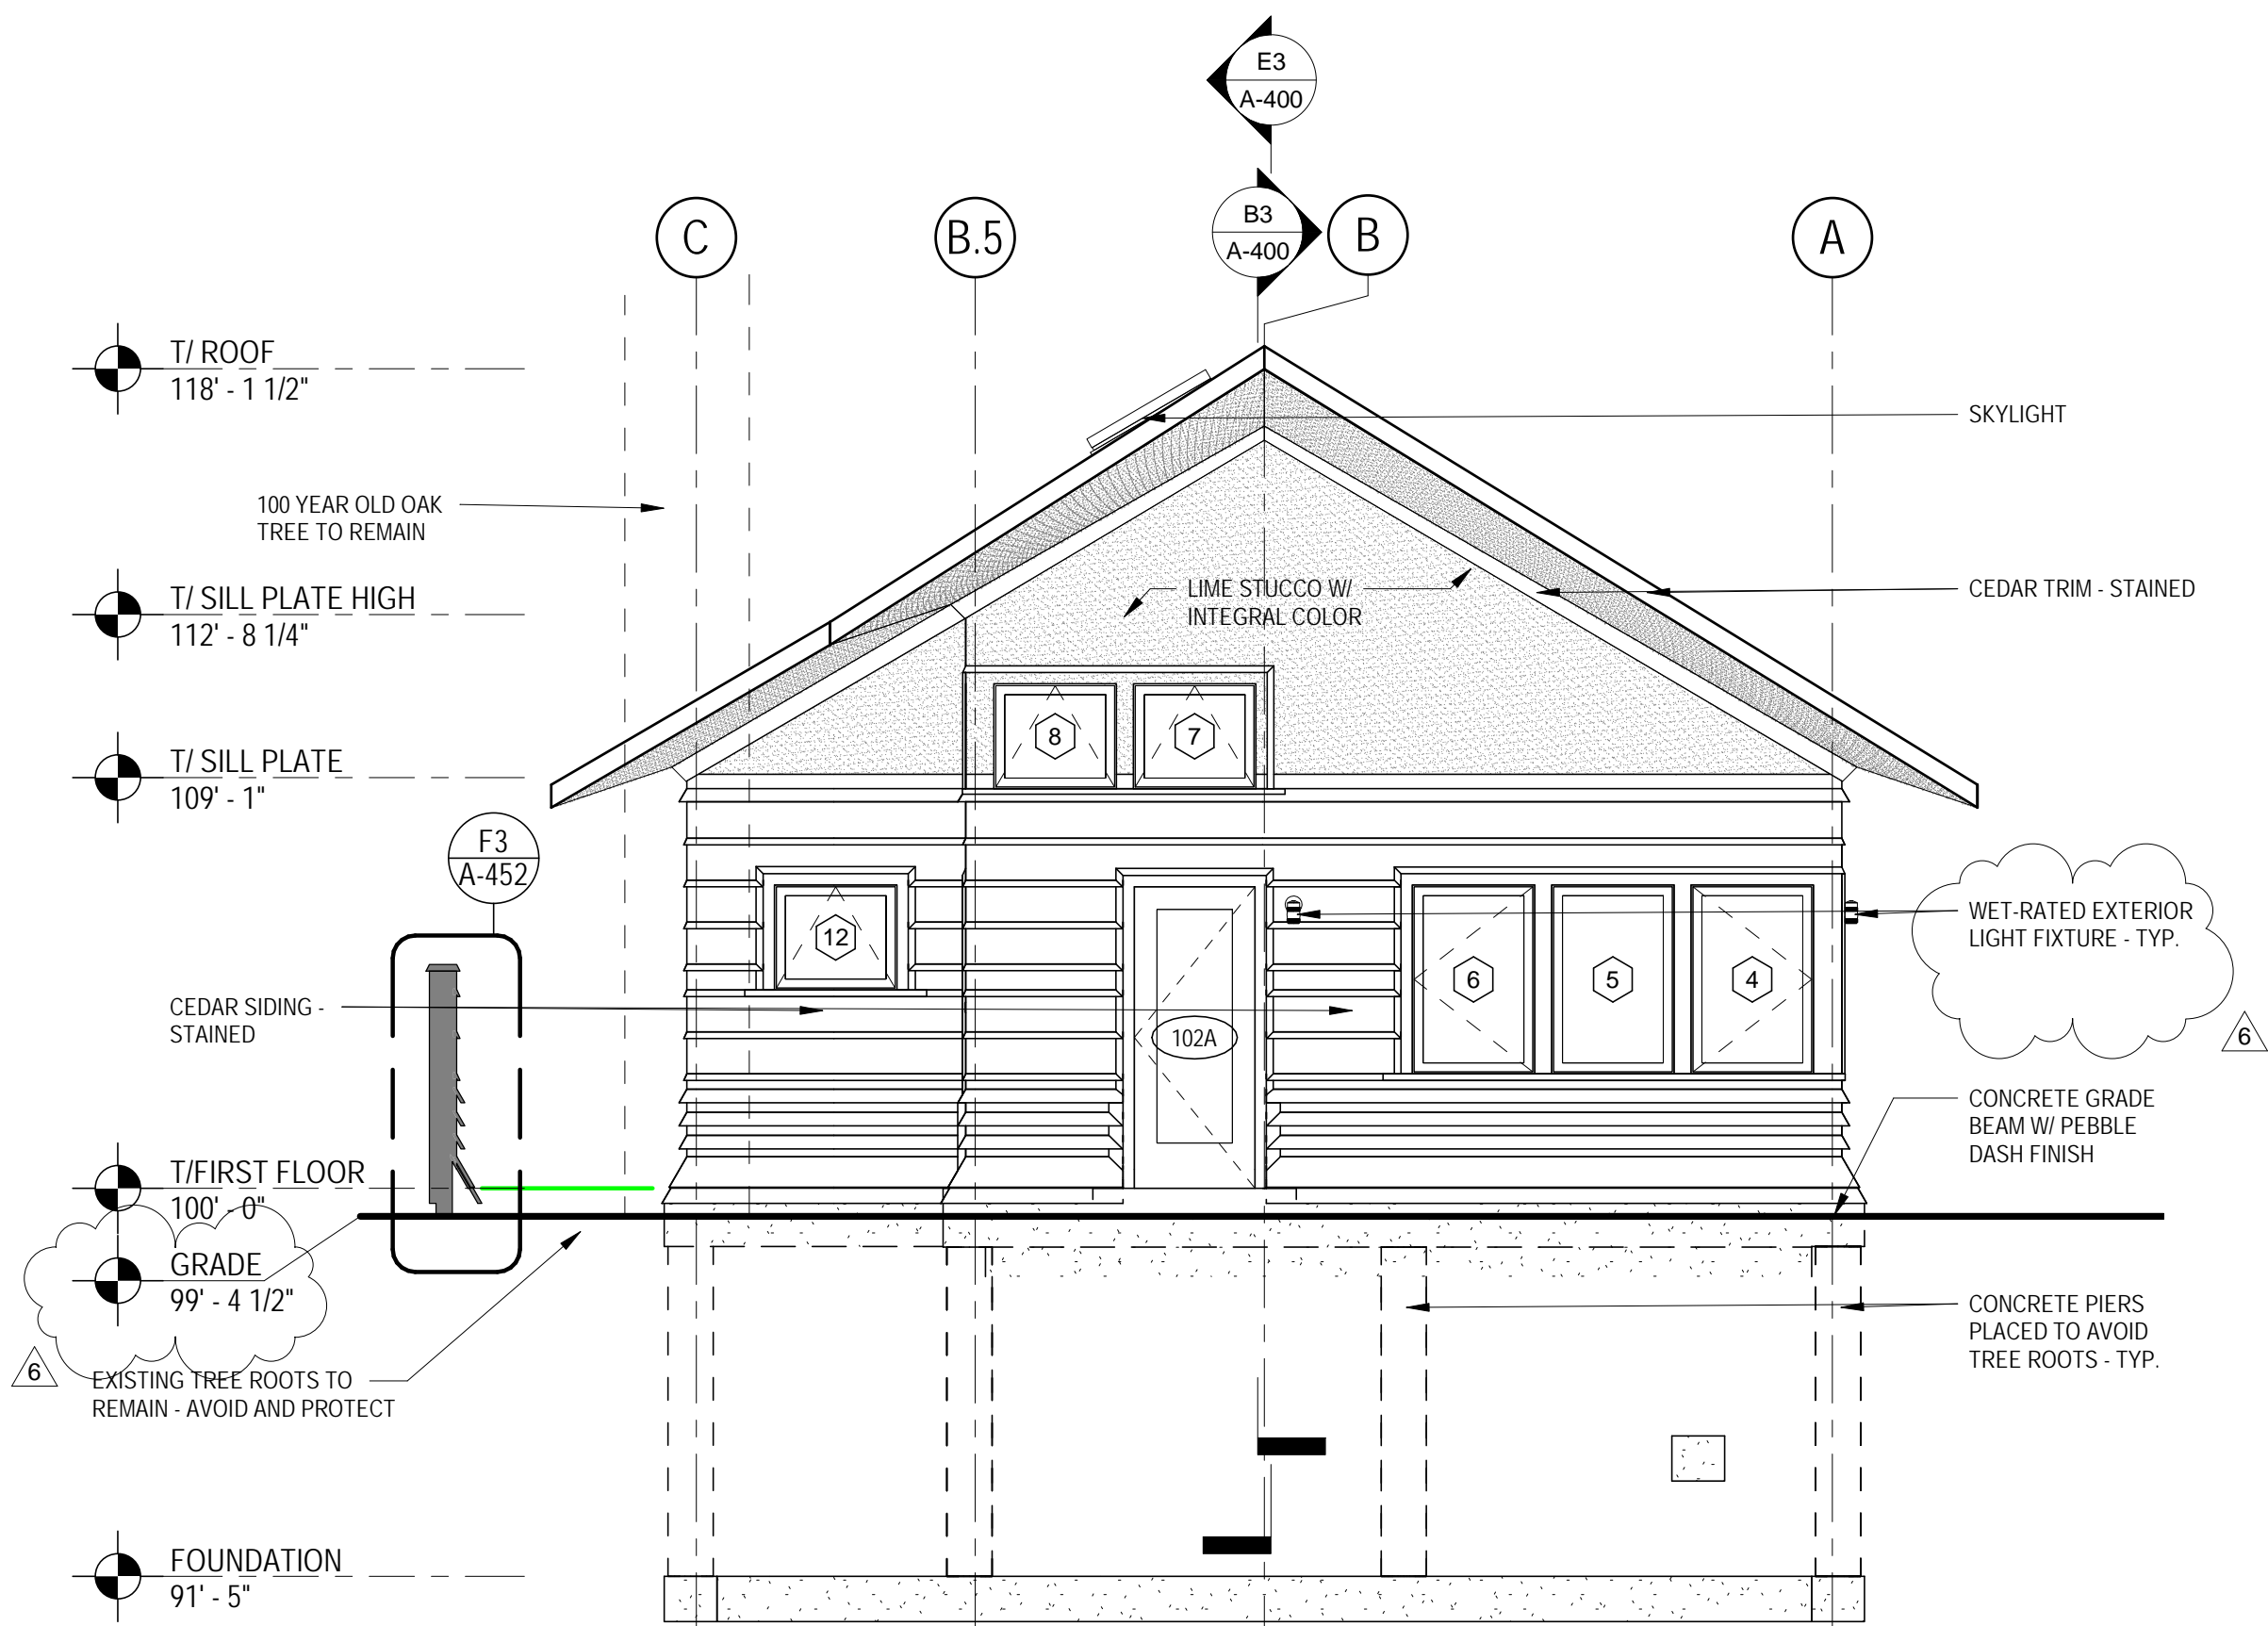 E3
A-400
B3
A-400
C
B.5
B
A
T/ ROOF
118' - 1 1/2"
SKYLIGHT
100 YEAR OLD OAK
TREE TO REMAIN
T/ SILL PLATE HIGH
112' - 8 1/4"
LIME STUCCO W/
INTEGRAL COLOR
CEDAR TRIM - STAINED
8
7
T/ SILL PLATE
109' - 1"
F3
A-452
12
6
5
4
WET-RATED EXTERIOR
LIGHT FIXTURE - TYP.
6
CEDAR SIDING -
STAINED
102A
CONCRETE GRADE
BEAM W/ PEBBLE
DASH FINISH
T/FIRST FLOOR
100' - 0"
GRADE
99' - 4 1/2"
6
EXISTING TREE ROOTS TO
REMAIN - AVOID AND PROTECT
CONCRETE PIERS
PLACED TO AVOID
TREE ROOTS - TYP.
FOUNDATION
91' - 5"